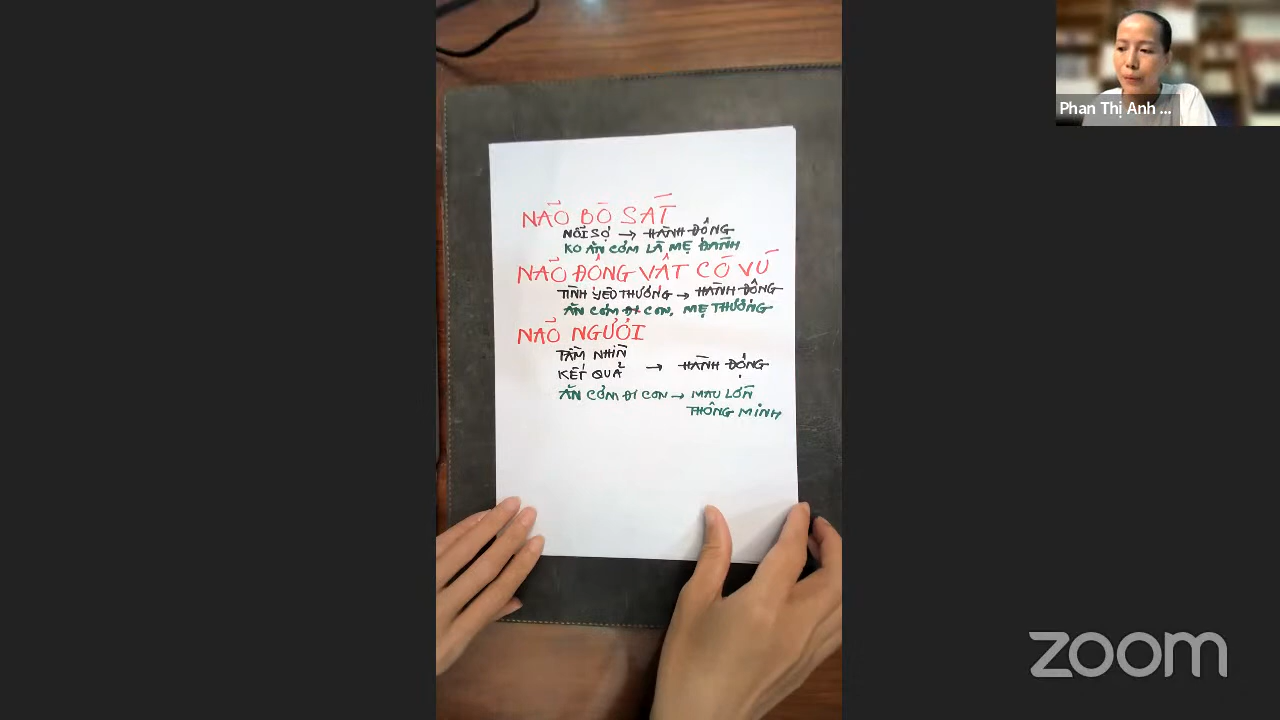 NÃO BÒ SÁT
NỖI SỢ → HÀNH ĐỘNG
KO ĂN CƠM LÀ MẸ ĐÁNH
NÃO ĐỘNG VẬT CÓ VÚ
TÌNH YÊU THƯƠNG → HÀNH ĐỘNG
ĂN CƠM ĐI CON, MẸ THƯƠNG
NÃO NGƯỜI
TẦM NHÌN
KẾT QUẢ → HÀNH ĐỘNG
ĂN CƠM ĐI CON → MAU LỚN
THÔNG MINH
Phan Thị Anh ...
zoom